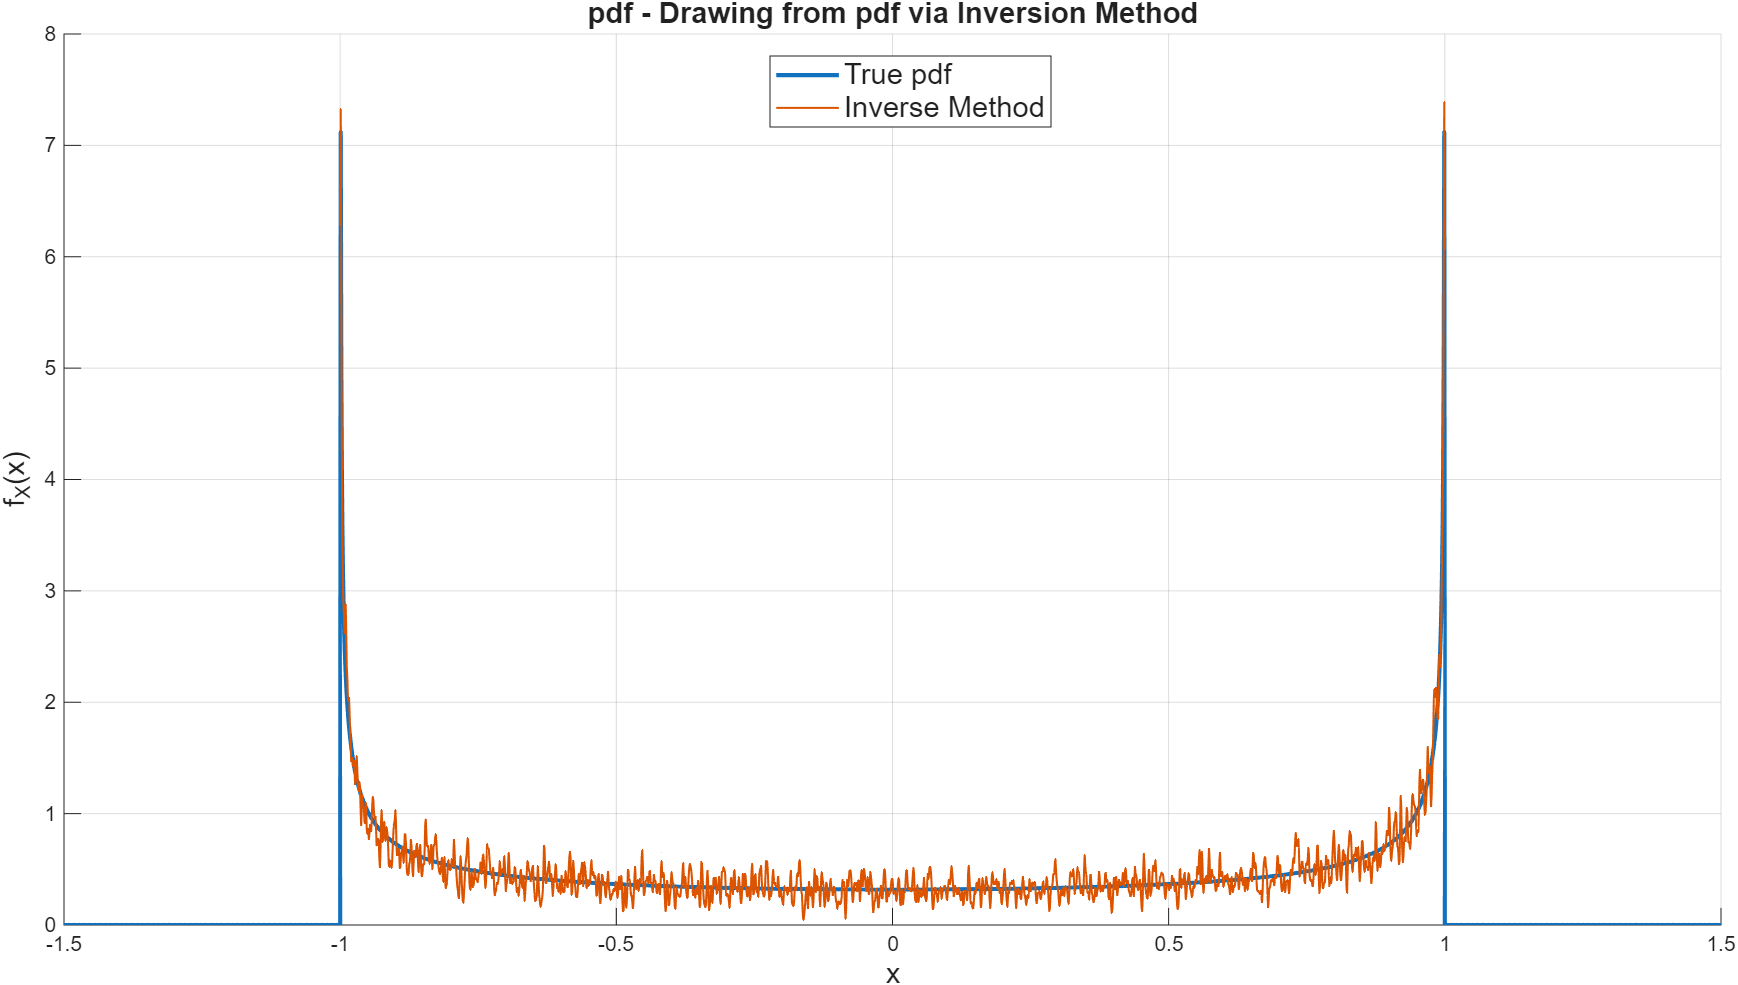 pdf - Drawing from pdf via Inversion Method
True pdf
Inverse Method
8
7
6
5
4
3
2
1
0
f_X(x)
-1.5 -1 -0.5 0 0.5 1 1.5
x